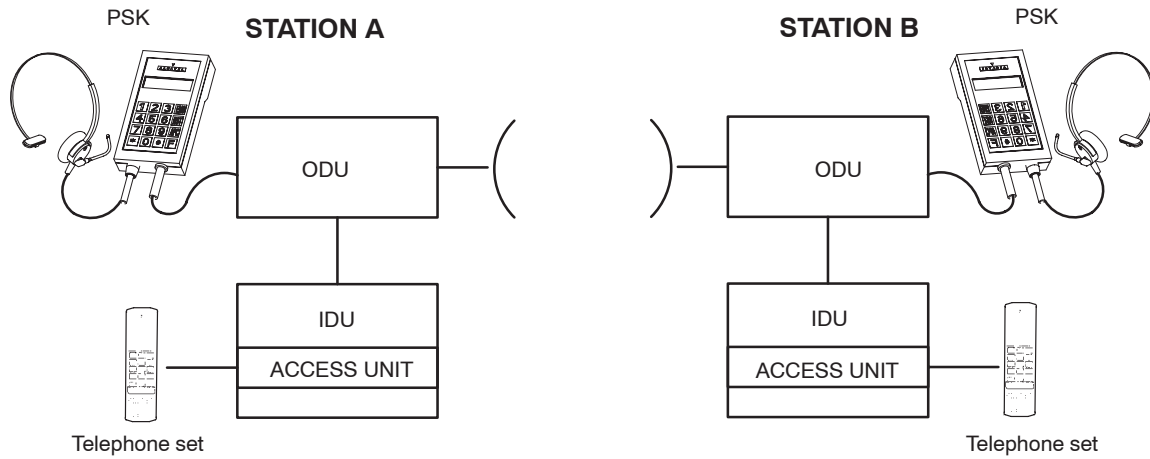 PSK
STATION A
STATION B
PSK
ODU
ODU
IDU
IDU
ACCESS UNIT
ACCESS UNIT
Telephone set
Telephone set